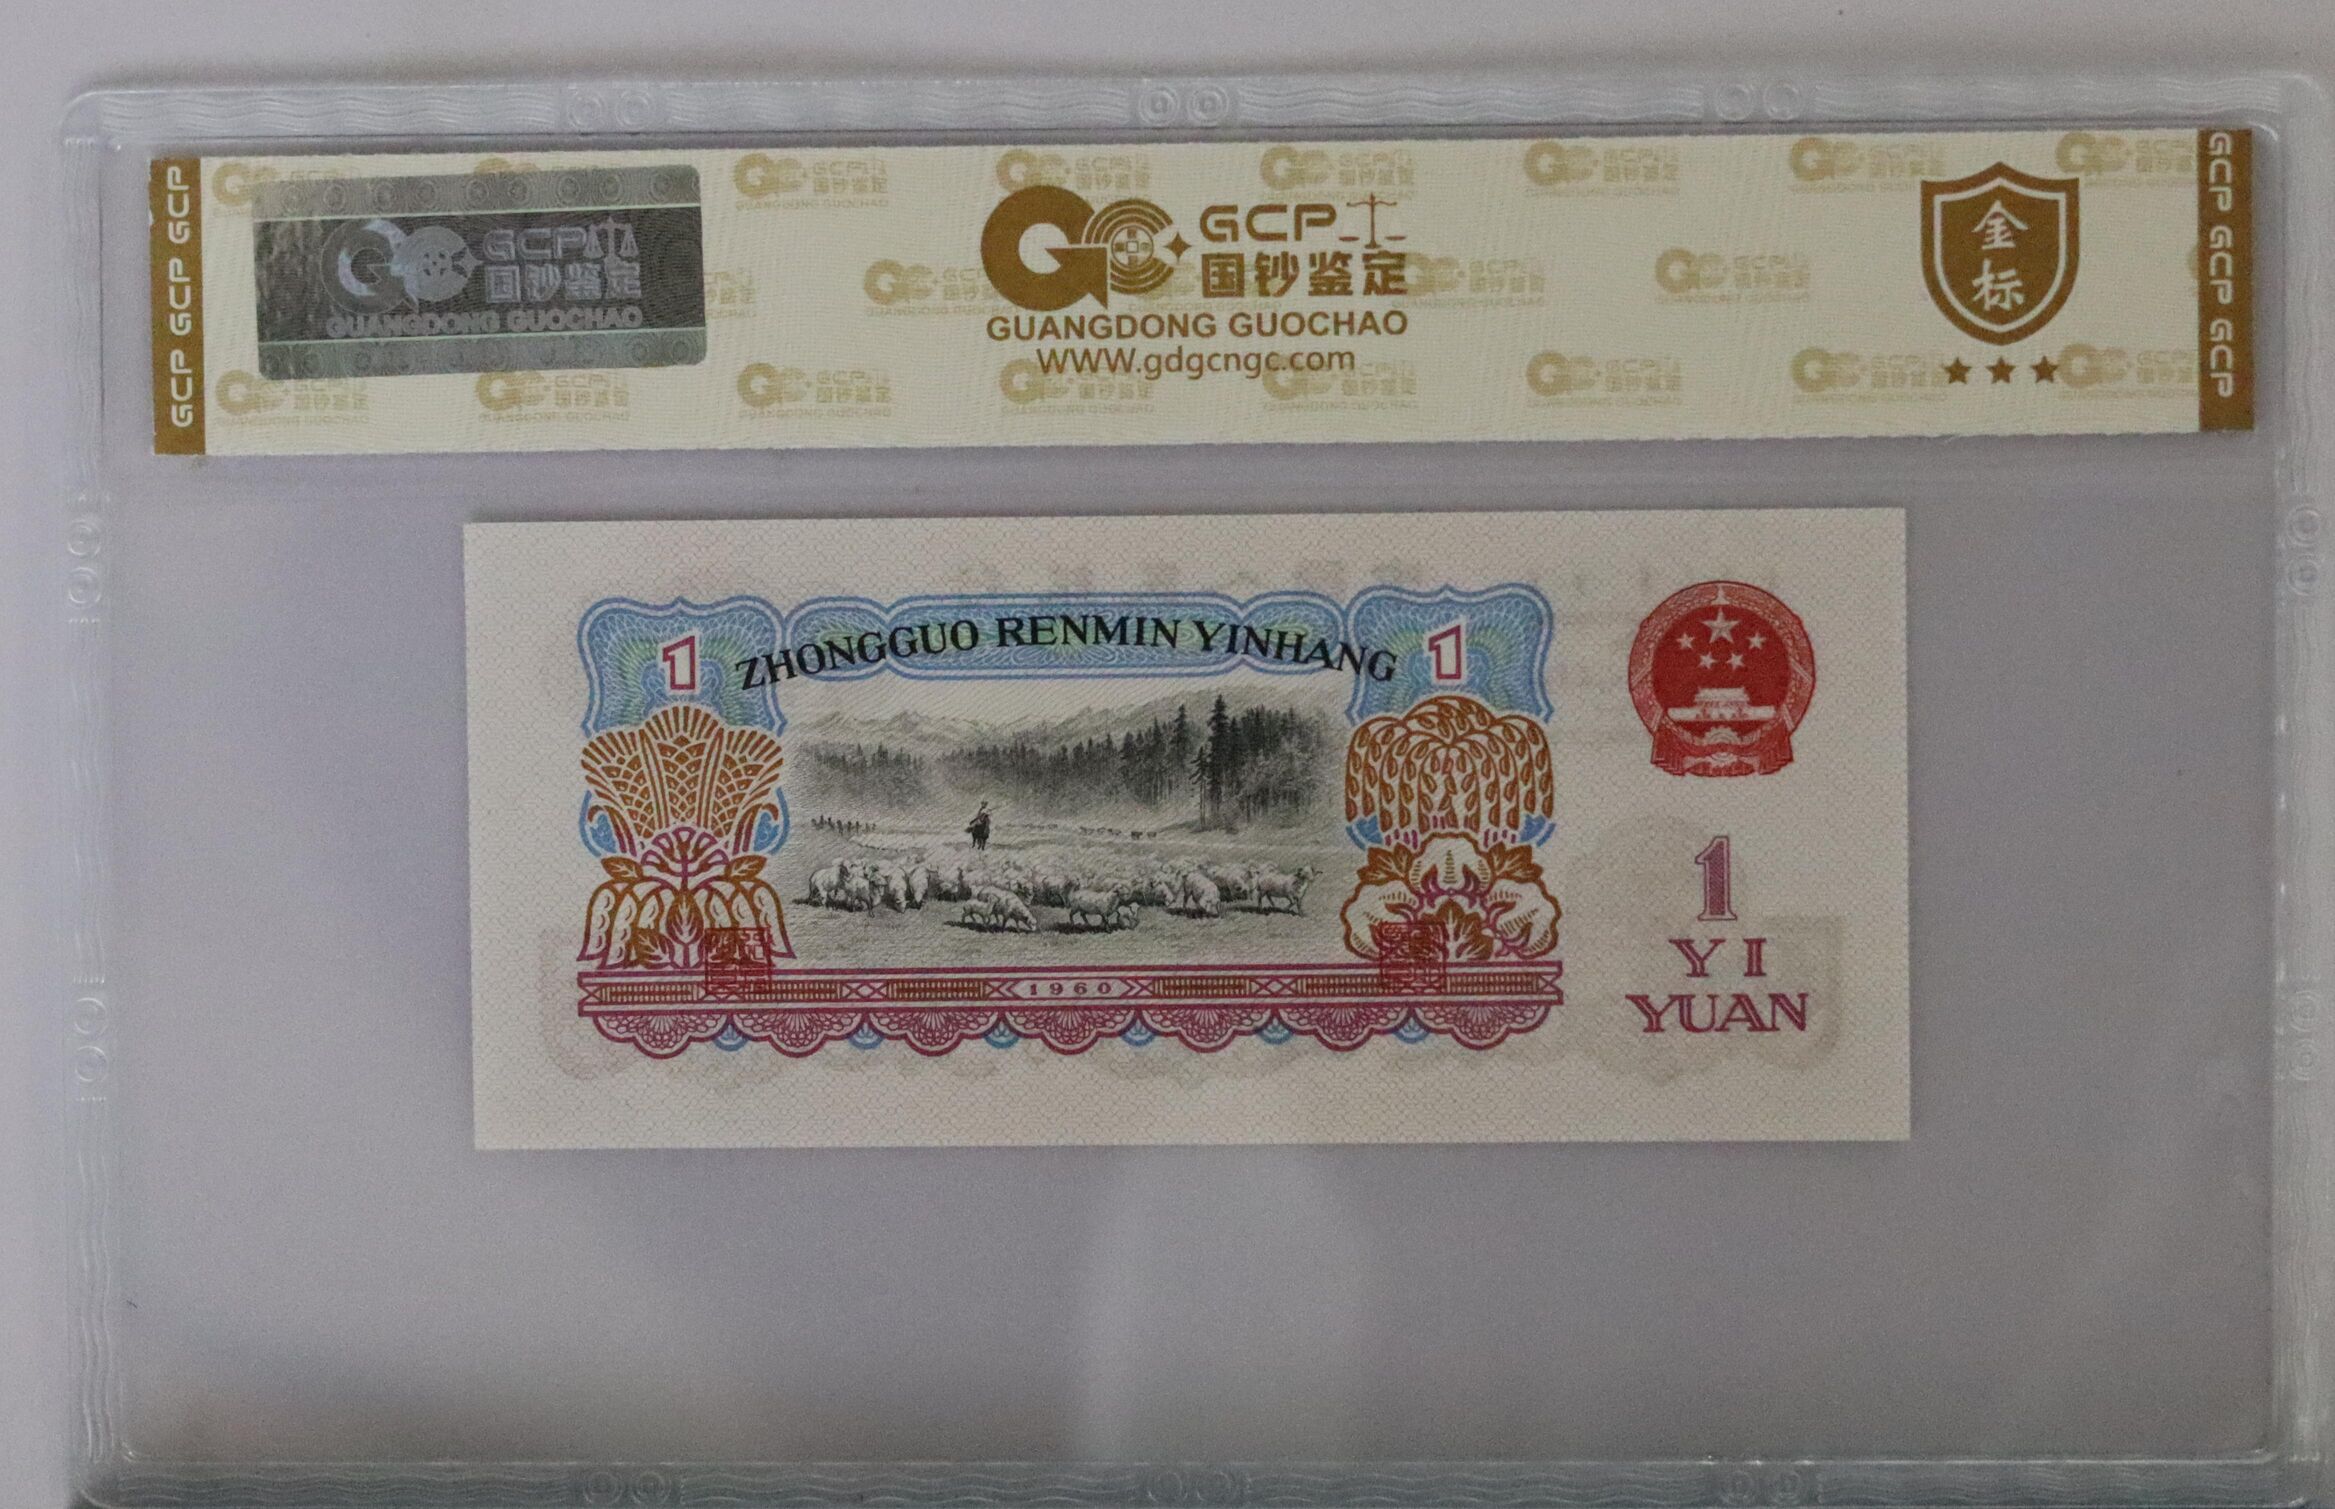 GCP GCP GCP
GCP
国钞鉴定
GUANGDONG GUOCHAO
GCP
国钞鉴定
GUANGDONG GUOCHAO
WWW.gdgcngc.com
金
标
GCP GCP GCP
ZHONGGUO RENMIN YINHANG
1
1
1960
1
YI
YUAN